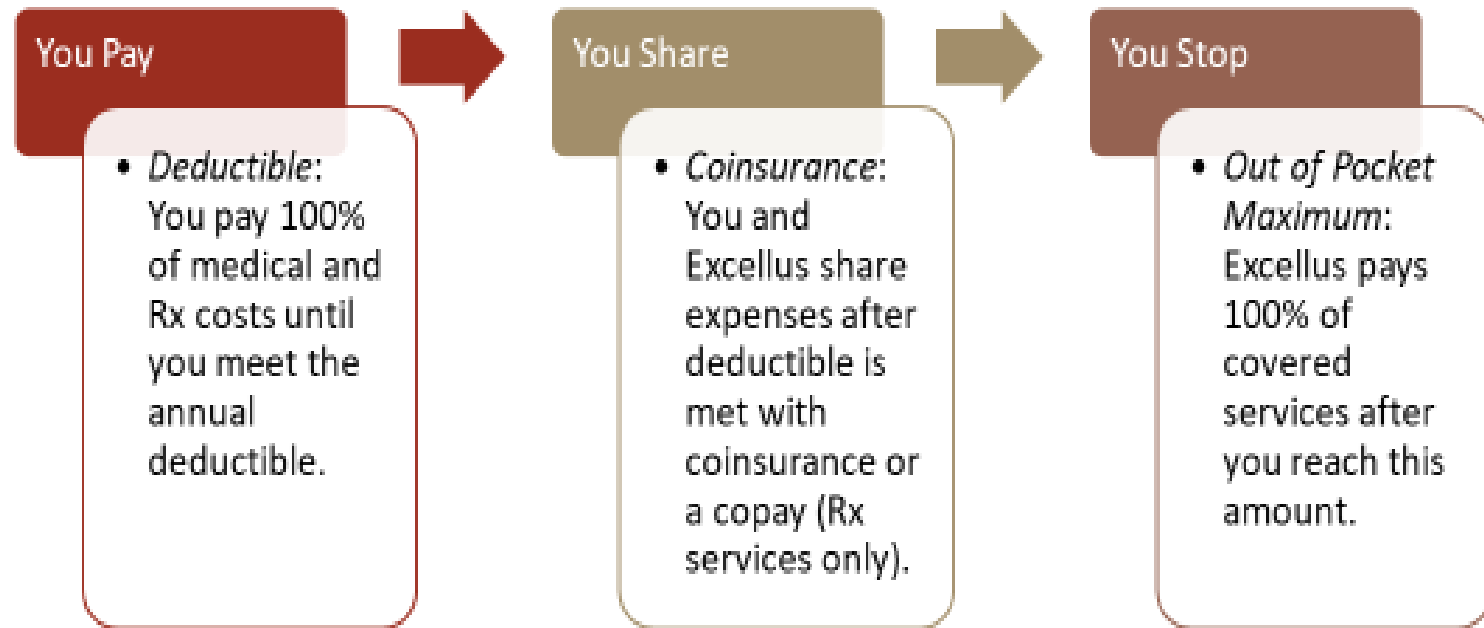 You Pay
• Deductible:
You pay 100%
of medical and
Rx costs until
you meet the
annual
deductible.
You Share
• Coinsurance:
You and
Excellus share
expenses after
deductible is
met with
coinsurance or
a copay (Rx
services only).
You Stop
• Out of Pocket
Maximum:
Excellus pays
100% of
covered
services after
you reach this
amount.